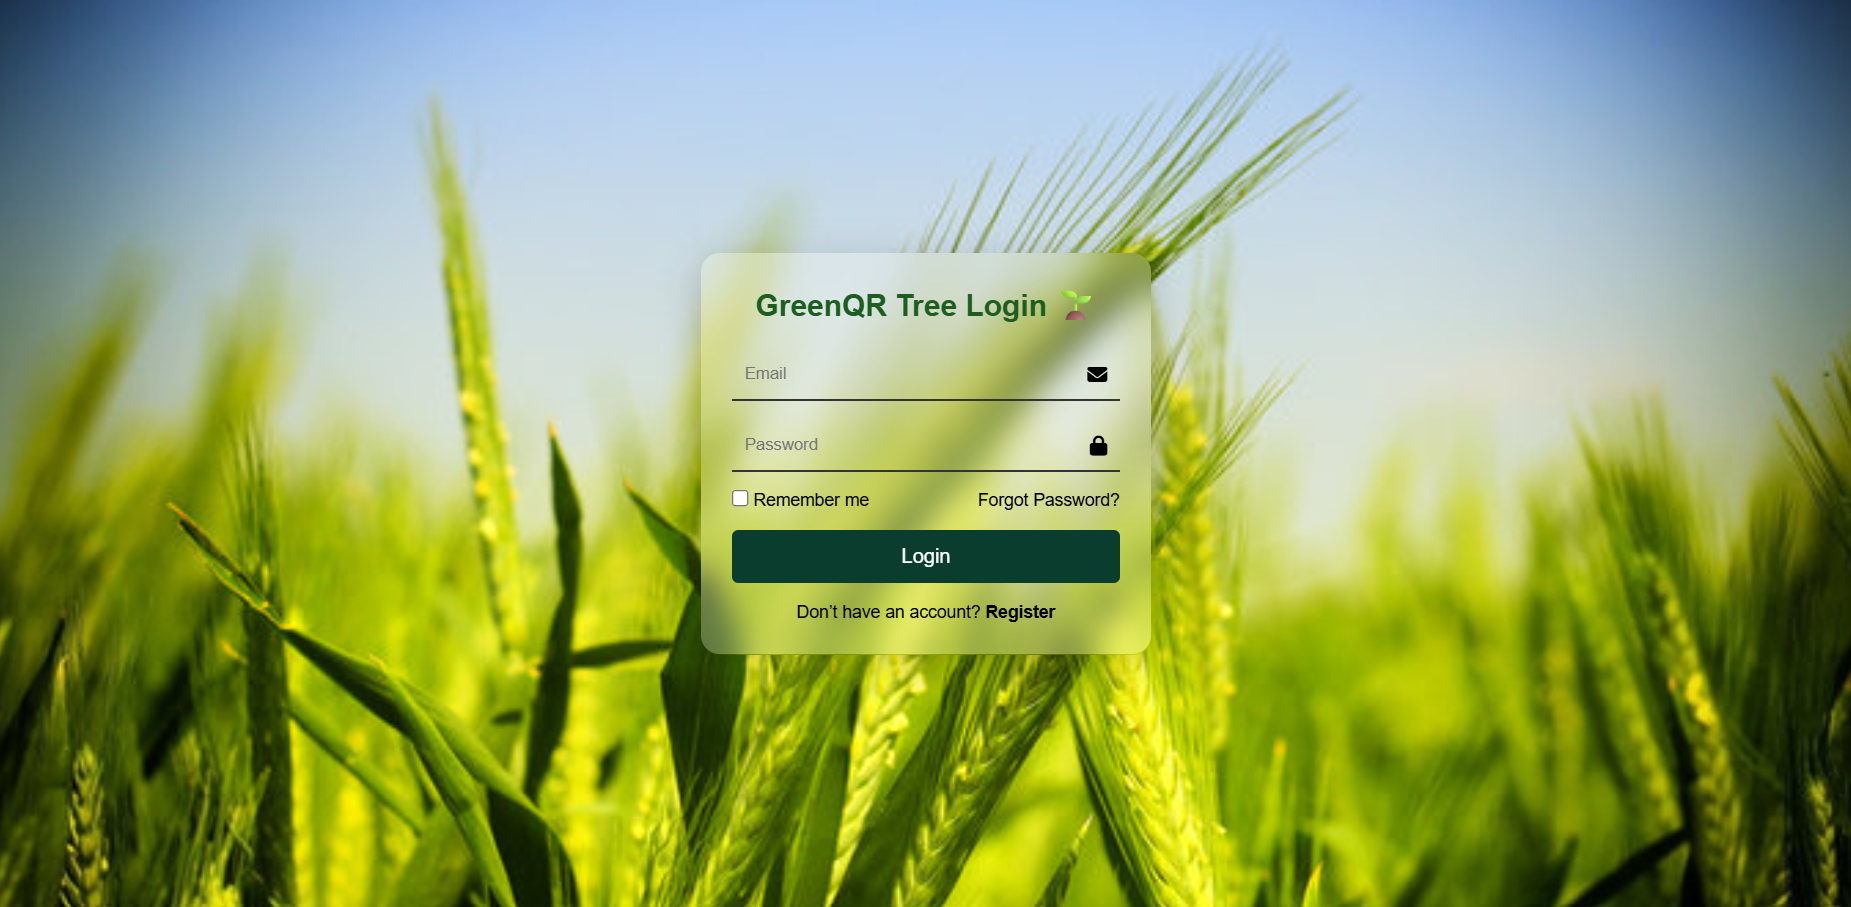 GreenQR Tree Login 🌱
Email
Password
Remember me Forgot Password?
Login
Don’t have an account? Register